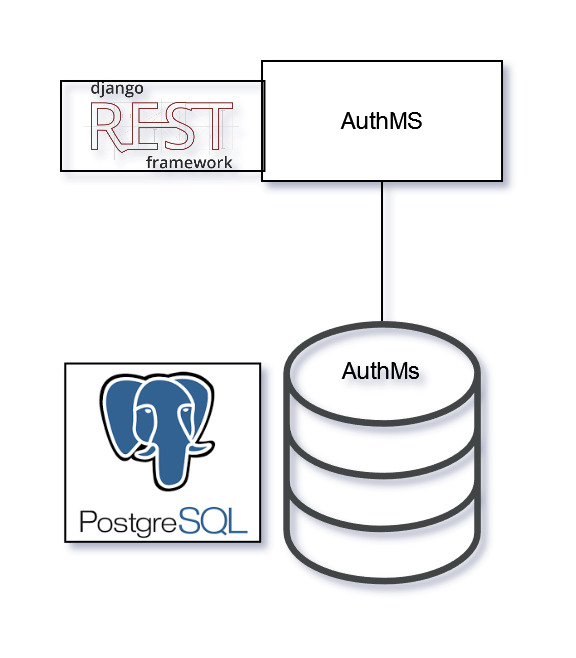 django
REST
framework
AuthMS
AuthMs
PostgreSQL